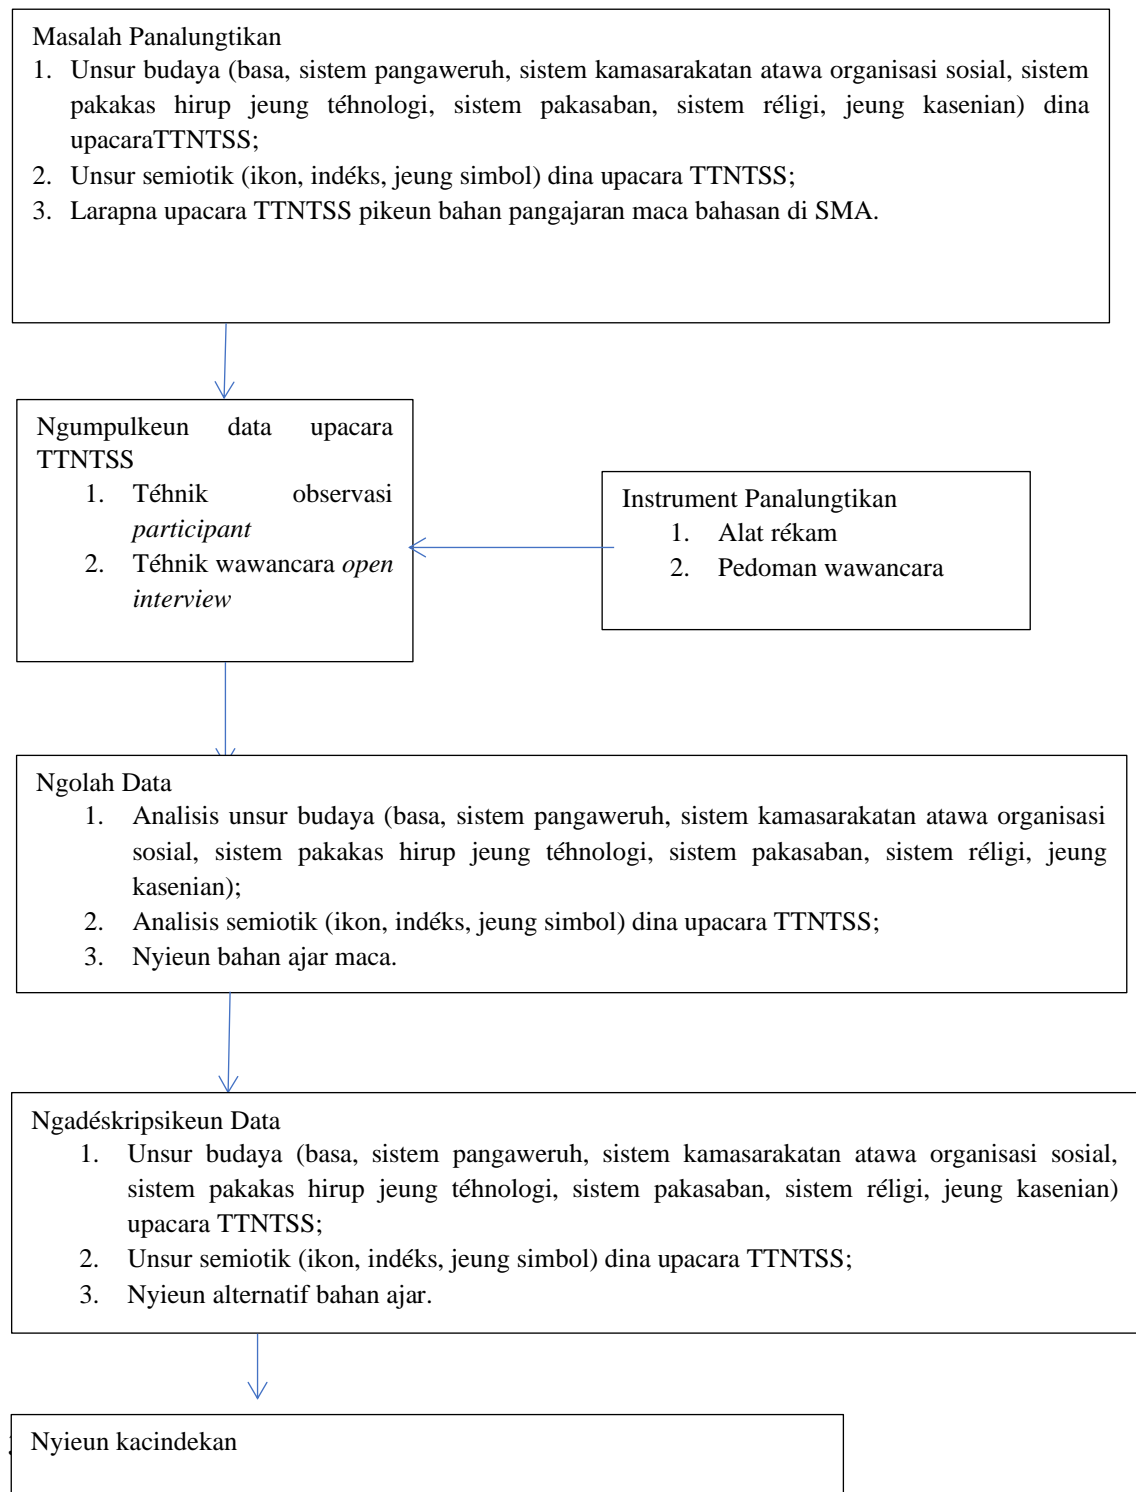 Masalah Panalungtikan
1. Unsur budaya (basa, sistem pangaweruh, sistem kamasarakatan atawa organisasi sosial, sistem
pakakas hirup jeung téhnologi, sistem pakasaban, sistem réligi, jeung kasenian) dina
upacaraTTNTSS;
2. Unsur semiotik (ikon, indéks, jeung simbol) dina upacara TTNTSS;
3. Larapna upacara TTNTSS pikeun bahan pangajaran maca bahasan di SMA.
Ngumpulkeun data upacara
TTNTSS
1. Téhnik observasi
participant
2. Téhnik wawancara open
interview
Instrument Panalungtikan
1. Alat rékam
2. Pedoman wawancara
Ngolah Data
1. Analisis unsur budaya (basa, sistem pangaweruh, sistem kamasarakatan atawa organisasi
sosial, sistem pakakas hirup jeung téhnologi, sistem pakasaban, sistem réligi, jeung
kasenian);
2. Analisis semiotik (ikon, indéks, jeung simbol) dina upacara TTNTSS;
3. Nyieun bahan ajar maca.
Ngadéskripsikeun Data
1. Unsur budaya (basa, sistem pangaweruh, sistem kamasarakatan atawa organisasi sosial,
sistem pakakas hirup jeung téhnologi, sistem pakasaban, sistem réligi, jeung kasenian)
upacara TTNTSS;
2. Unsur semiotik (ikon, indéks, jeung simbol) dina upacara TTNTSS;
3. Nyieun alternatif bahan ajar.
Nyieun kacindekan